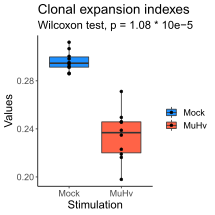 Clonal expansion indexes
Wilcoxon test, p = 1.08 * 10e−5
Values
0.28
0.24
0.20
Mock
MuHv
Stimulation
Mock
MuHv